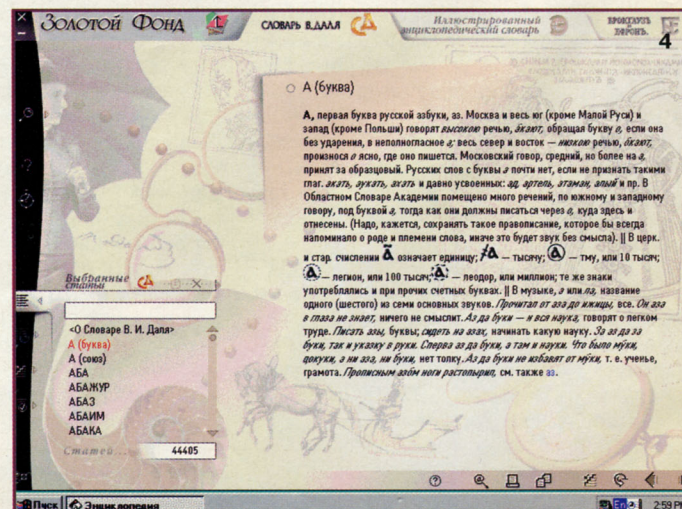 Золотой Фонд
СЛОВАРЬ В.ДАЛЯ
Иллюстрированный
энциклопедический словарь
БРОКГАУЗЪ
ЕФРОНЪ.
4
А (буква)
А, первая буква русской азбуки, аз. Москва и весь юг (кроме Малой Руси) и
запад (кроме Польши) говорят высокою речью, акают, обращая букву о, если она
без ударения, в неполногласное а; весь север и восток — низкою речью, окают,
произнося о ясно, где оно пишется. Московский говор, средний, но более на а,
принят за образцовый. Русских слов с буквы а почти нет, если не признать такими
глаг. акать, аукать, ахать и давно усвоенных: ад, артель, атаман, алый и пр. В
Областном Словаре Академии помещено много речений, по южному и западному
говору, под буквой а, тогда как они должны писаться через о, куда здесь и
отнесены. (Надо, кажется, сохранять такое правописание, которое бы всегда
напоминало о роде и племени слова, иначе это будет звук без смысла). || В церк.
и стар. счислении а означает единицу; ҂а — тысячу; а — тму, или 10 тысяч;
а — легион, или 100 тысяч; а — леодор, или миллион; те же знаки
употреблялись и при прочих счетных буквах. || В музыке, а или ла, название
одного (шестого) из семи основных звуков. Прочитал от аза до ижицы, все. Он аза
в глаза не знает, ничего не смыслит. Аз да буки — и вся наука, говорят о легком
труде. Писать азы, буквы; сидеть на азах, начинать какую науку. За аз да за
буки, так и указку в руки. Сперва аз да буки, а там и науки. Что было муки,
докуки, а ни аза, ни буки, нет толку. Аз да буки не избавят от муки, т. е. ученье,
грамота. Прописным азом ноги растопырил, см. также аз.
Выбранные
статьи
<О Словаре В. И. Даля>
А (буква)
А (союз)
АБА
АБАЖУР
АБАЗ
АБАИМ
АБАКА
Статей...
44405
Пуск
Энциклопедия
En
2:59 P